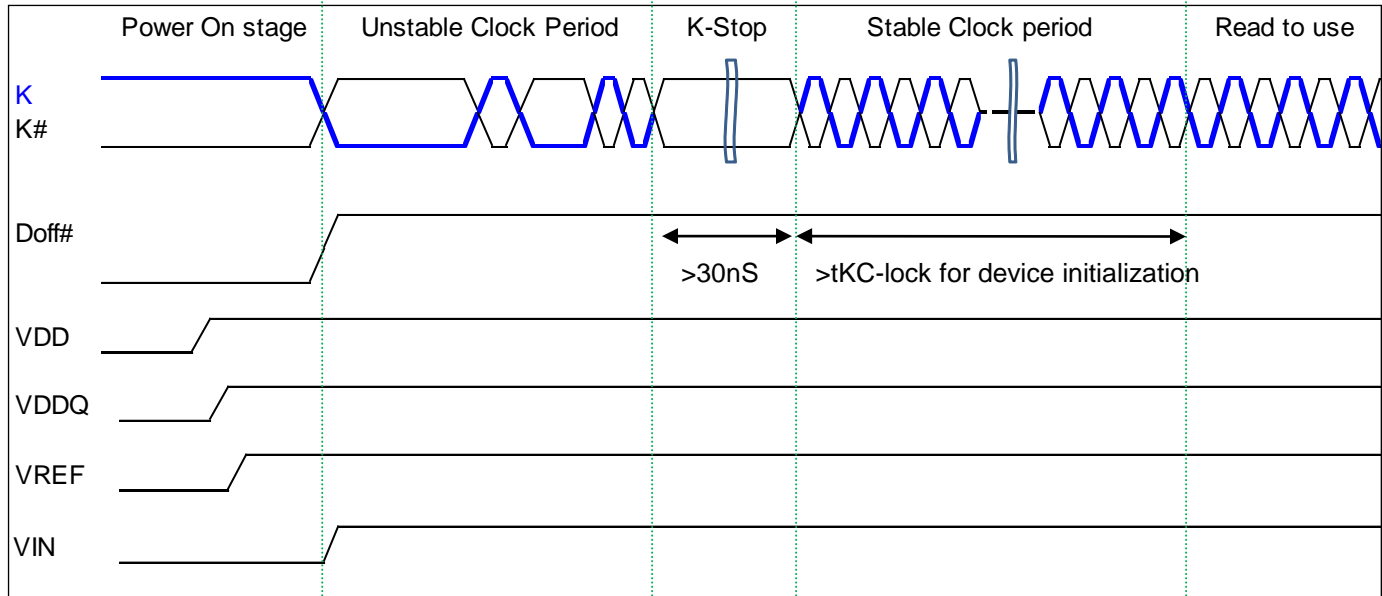 Power On stage
Unstable Clock Period
K-Stop
Stable Clock period
Read to use
K
K#
Doff#
>30nS
>tKC-lock for device initialization
VDD
VDDQ
VREF
VIN